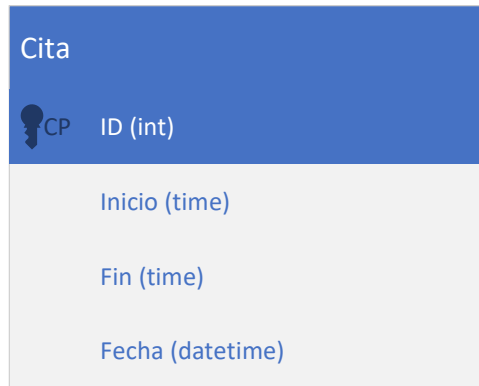 Cita
CP ID (int)
Inicio (time)
Fin (time)
Fecha (datetime)